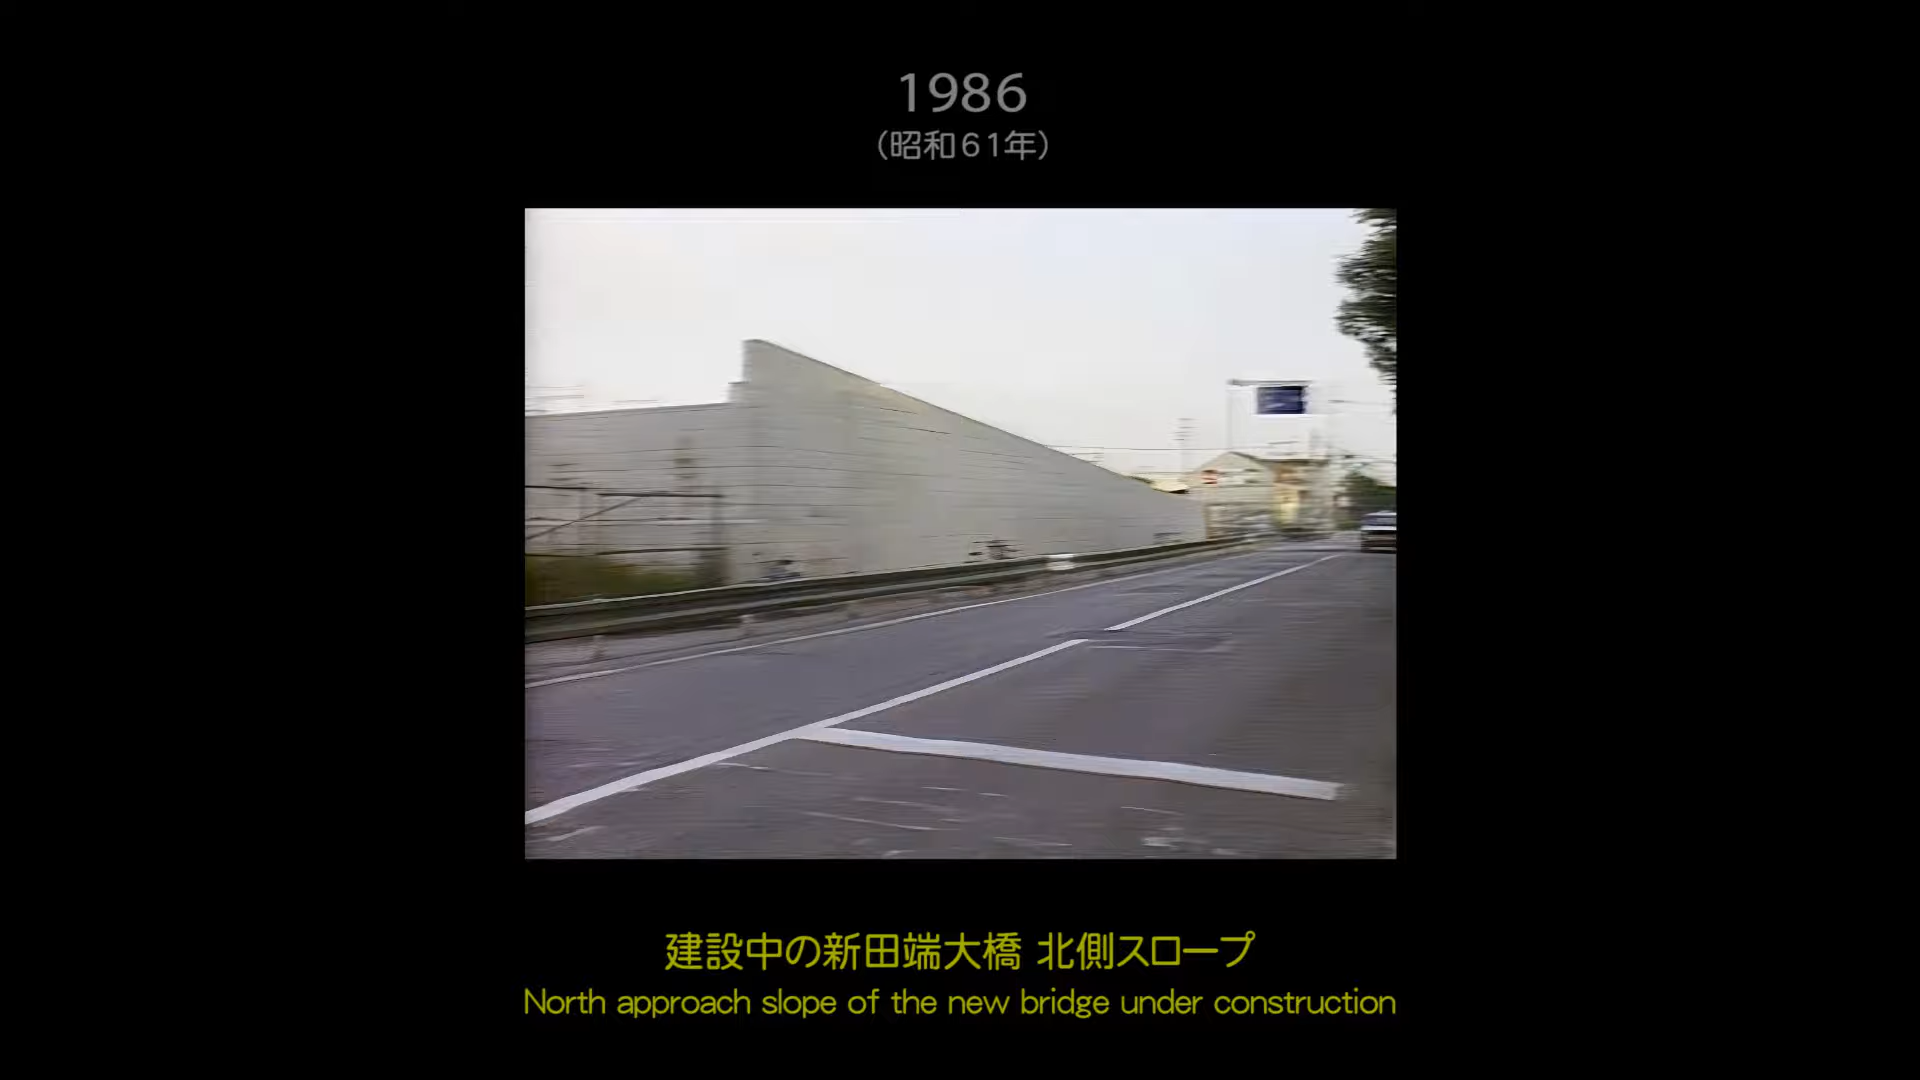 1986
（昭和61年）
建設中の新田端大橋 北側スロープ
North approach slope of the new bridge under construction